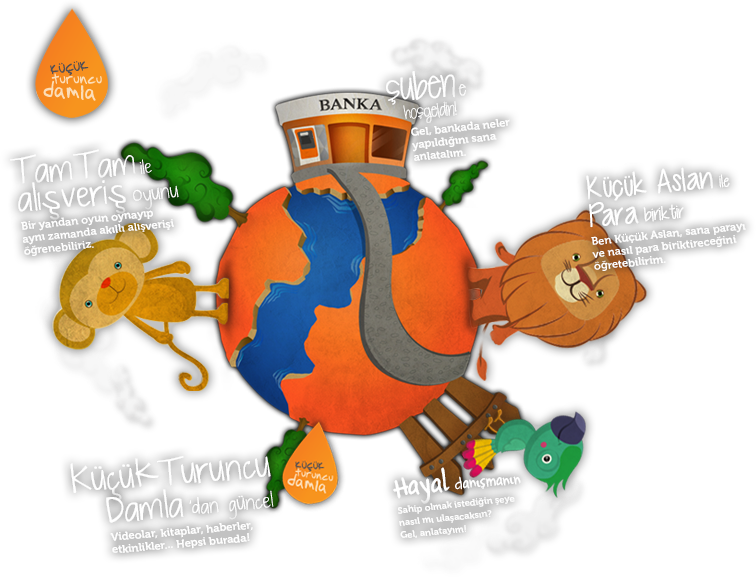 küçük
turuncu
damla
BANKA
Şuben e
hoşgeldin!
Gel, bankada neler
yapıldığını sana
anlatalım.
TamTam ile
alışveriş oyunu
Bir yandan oyun oynayıp
aynı zamanda akıllı alışverişi
öğrenebiliriz.
Küçük Aslan ile
Para biriktir
Ben Küçük Aslan, sana parayı
ve nasıl para biriktireceğini
öğretebilirim.
Küçük Turuncu
Damla 'dan güncel
Videolar, kitaplar, haberler,
etkinlikler... Hepsi burada!
küçük
turuncu
damla
Hayal danışmanın
Sahip olmak istediğin şeye
nasıl mı ulaşacaksın?
Gel, anlatayım!